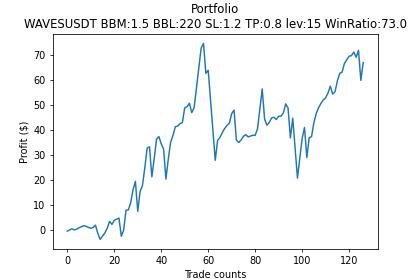 Portfolio
WAVESUSDT BBM:1.5 BBL:220 SL:1.2 TP:0.8 lev:15 WinRatio:73.0
70
60
50
40
30
20
10
0
Profit ($)
0 20 40 60 80 100 120
Trade counts